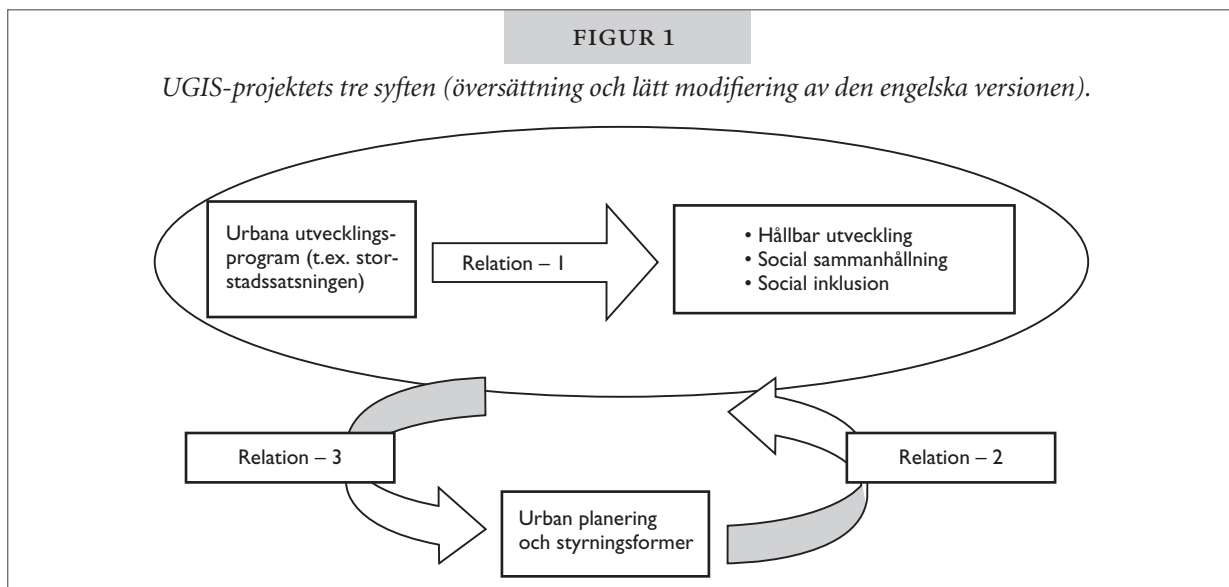 FIGUR 1
UGIS-projektets tre syften (översättning och lätt modifiering av den engelska versionen).
Urbana utvecklings-
program (t.ex. stor-
stadssatsningen)
Relation – 1
• Hållbar utveckling
• Social sammanhållning
• Social inklusion
Relation – 3
Relation – 2
Urban planering
och styrningsformer